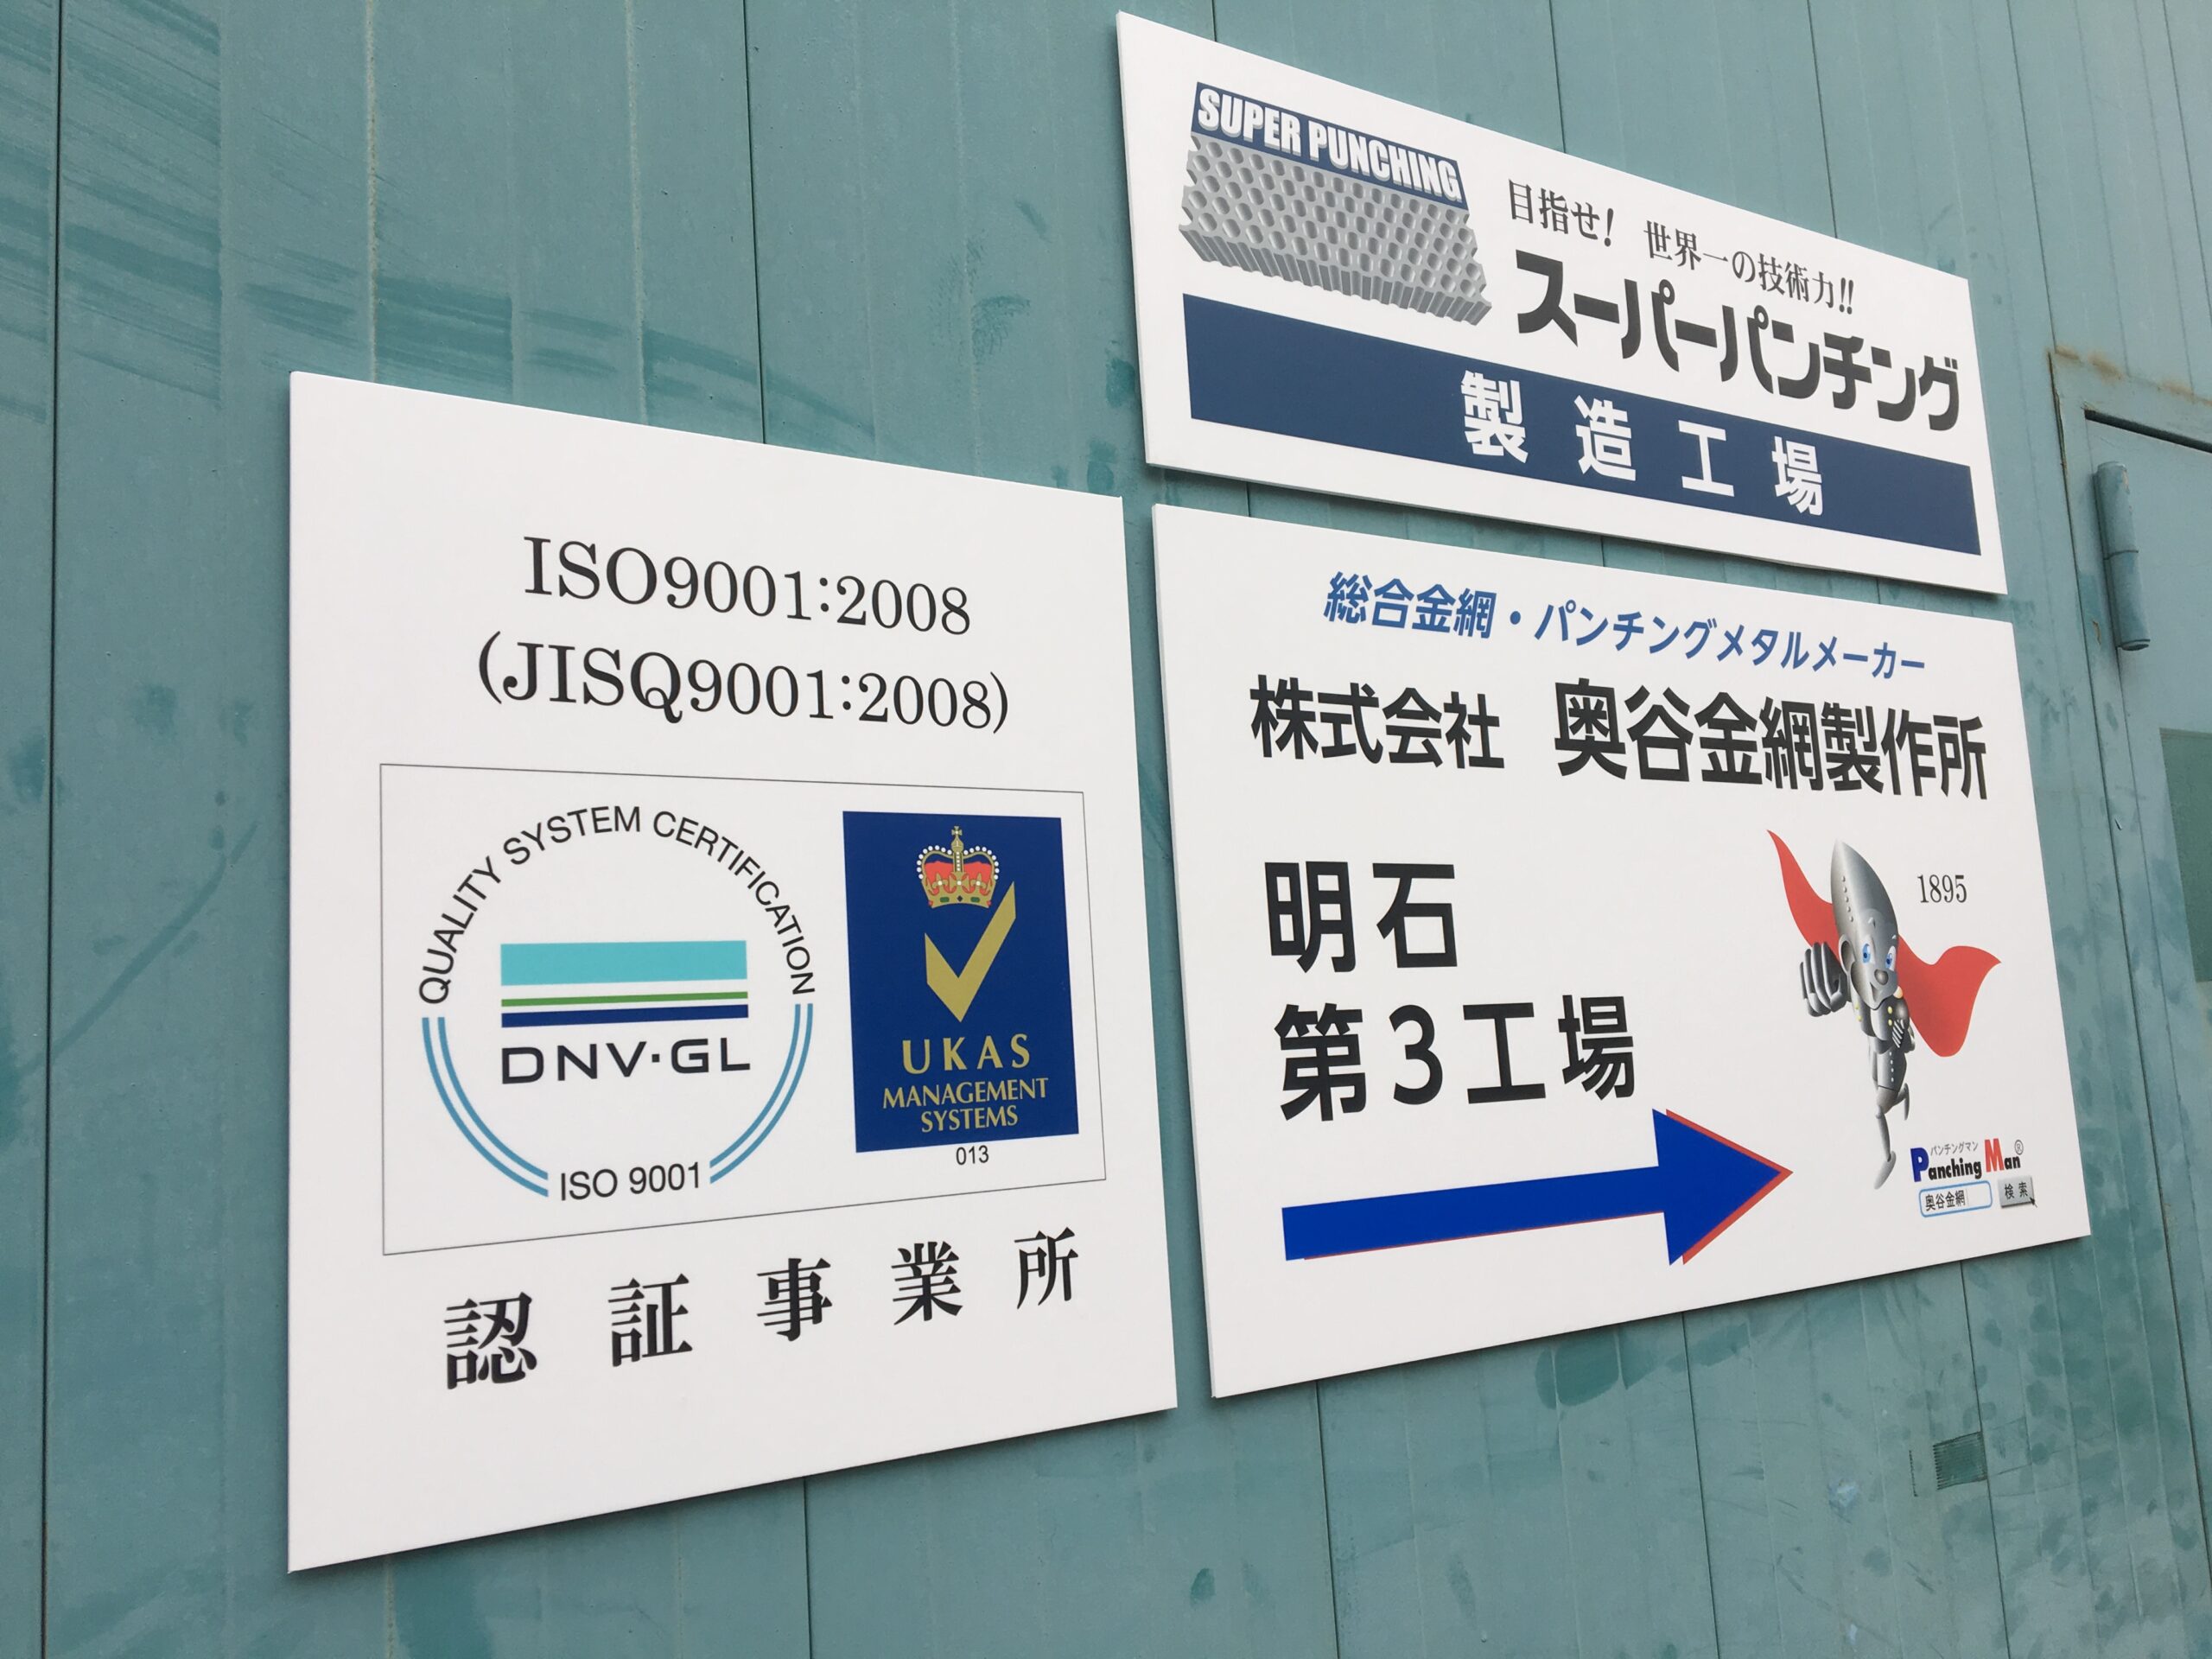 ISO9001:2008
(JISQ9001:2008)
QUALITY SYSTEM CERTIFICATION
DNV·GL
ISO 9001
UKAS
MANAGEMENT
SYSTEMS
013
認証事業所
SUPER PUNCHING
目指せ! 世界一の技術力!!
スーパーパンチング
製造工場
総合金網・パンチングメタルメーカー
株式会社 奥谷金網製作所
明石
第3工場
1895
パンチングマン
Panching Man®
奥谷金網 検索